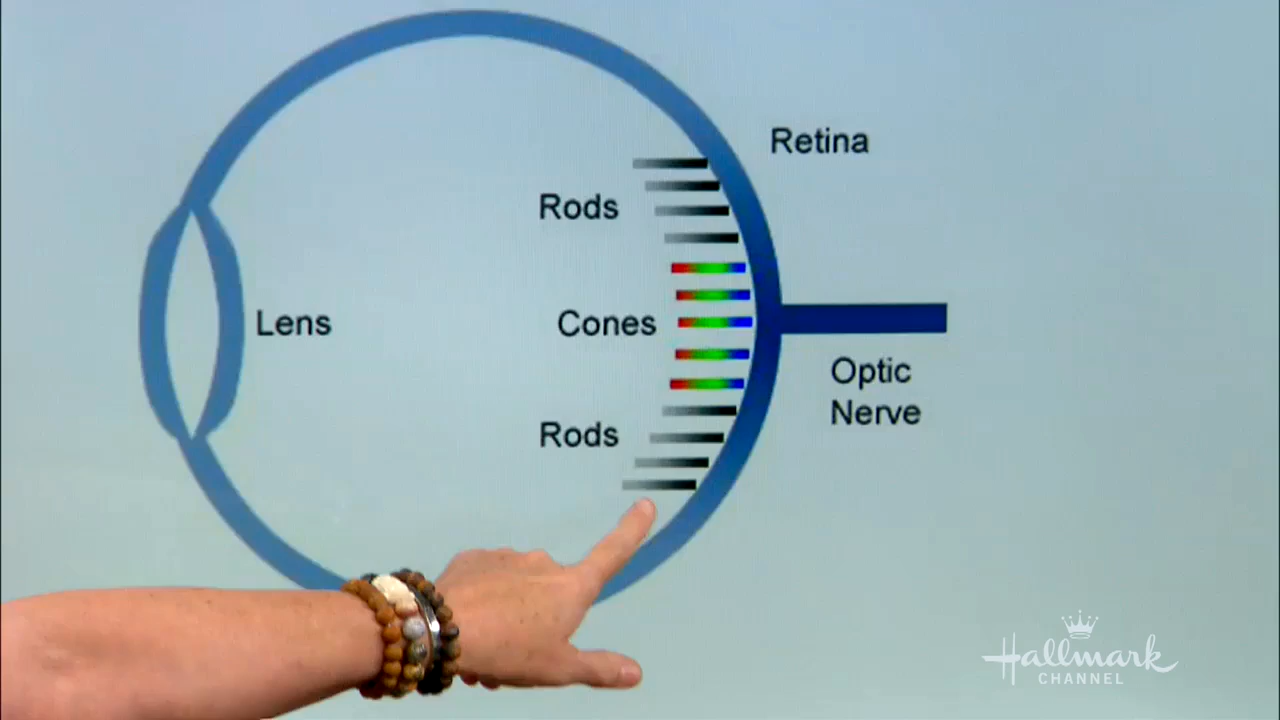 Retina
Rods
Lens
Cones
Optic
Nerve
Rods
Hallmark
CHANNEL